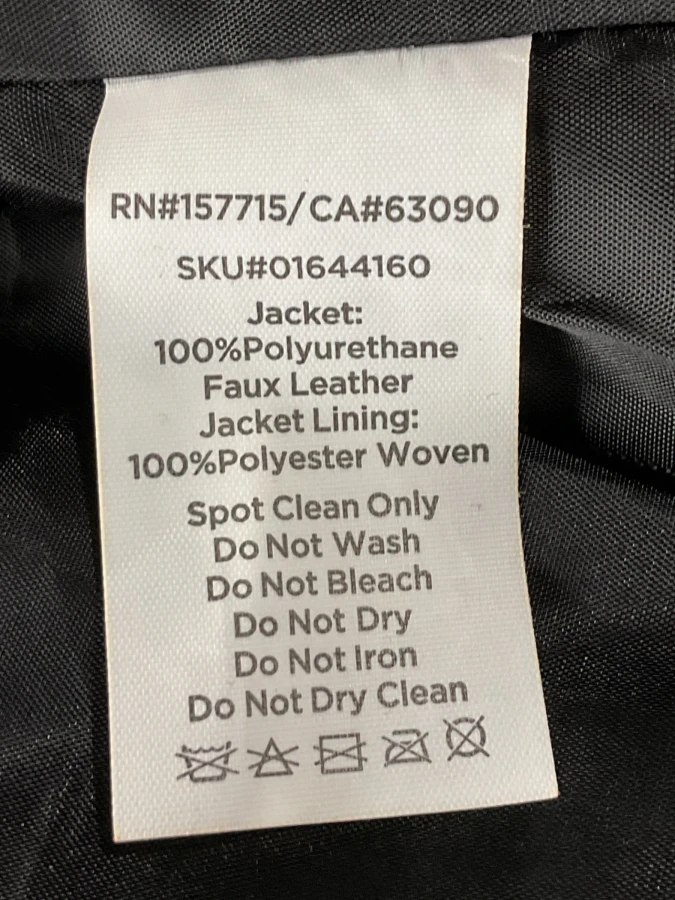 RN#157715/CA#63090
SKU#01644160
Jacket:
100%Polyurethane
Faux Leather
Jacket Lining:
100%Polyester Woven
Spot Clean Only
Do Not Wash
Do Not Bleach
Do Not Dry
Do Not Iron
Do Not Dry Clean